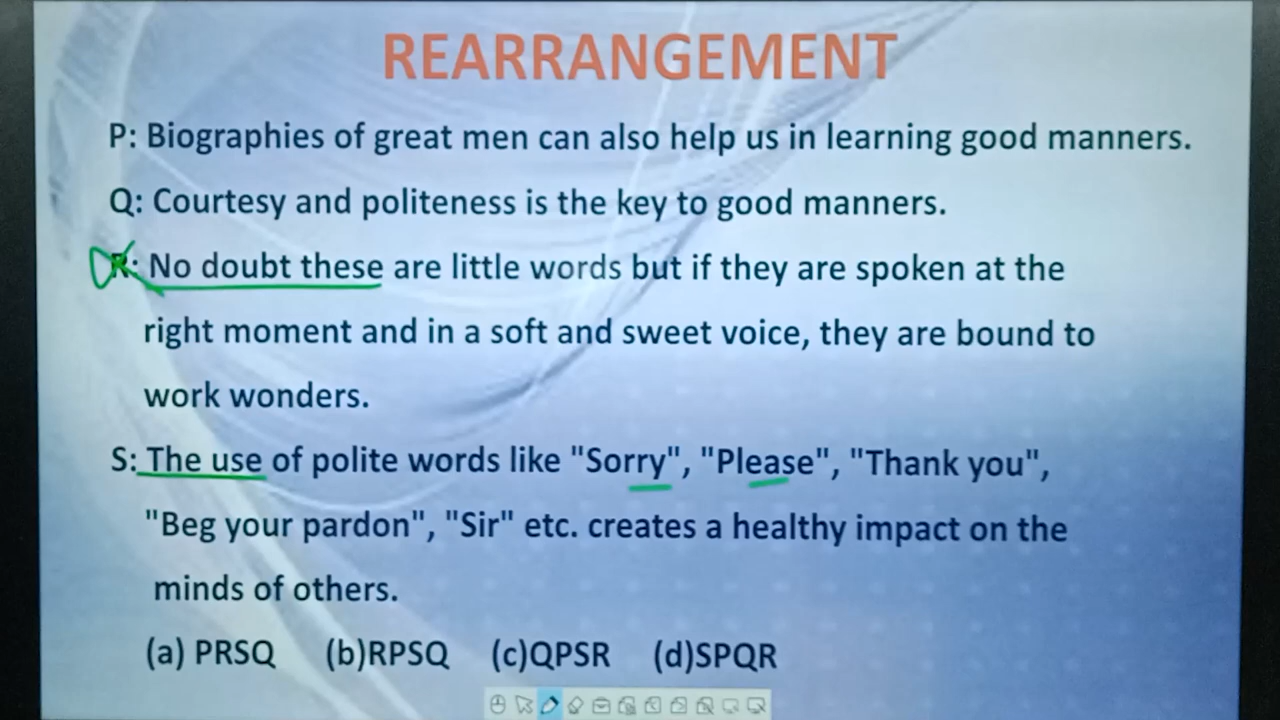 REARRANGEMENT
P: Biographies of great men can also help us in learning good manners.
Q: Courtesy and politeness is the key to good manners.
R: No doubt these are little words but if they are spoken at the
right moment and in a soft and sweet voice, they are bound to
work wonders.
S: The use of polite words like "Sorry", "Please", "Thank you",
"Beg your pardon", "Sir" etc. creates a healthy impact on the
minds of others.
(a) PRSQ (b)RPSQ (c)QPSR (d)SPQR